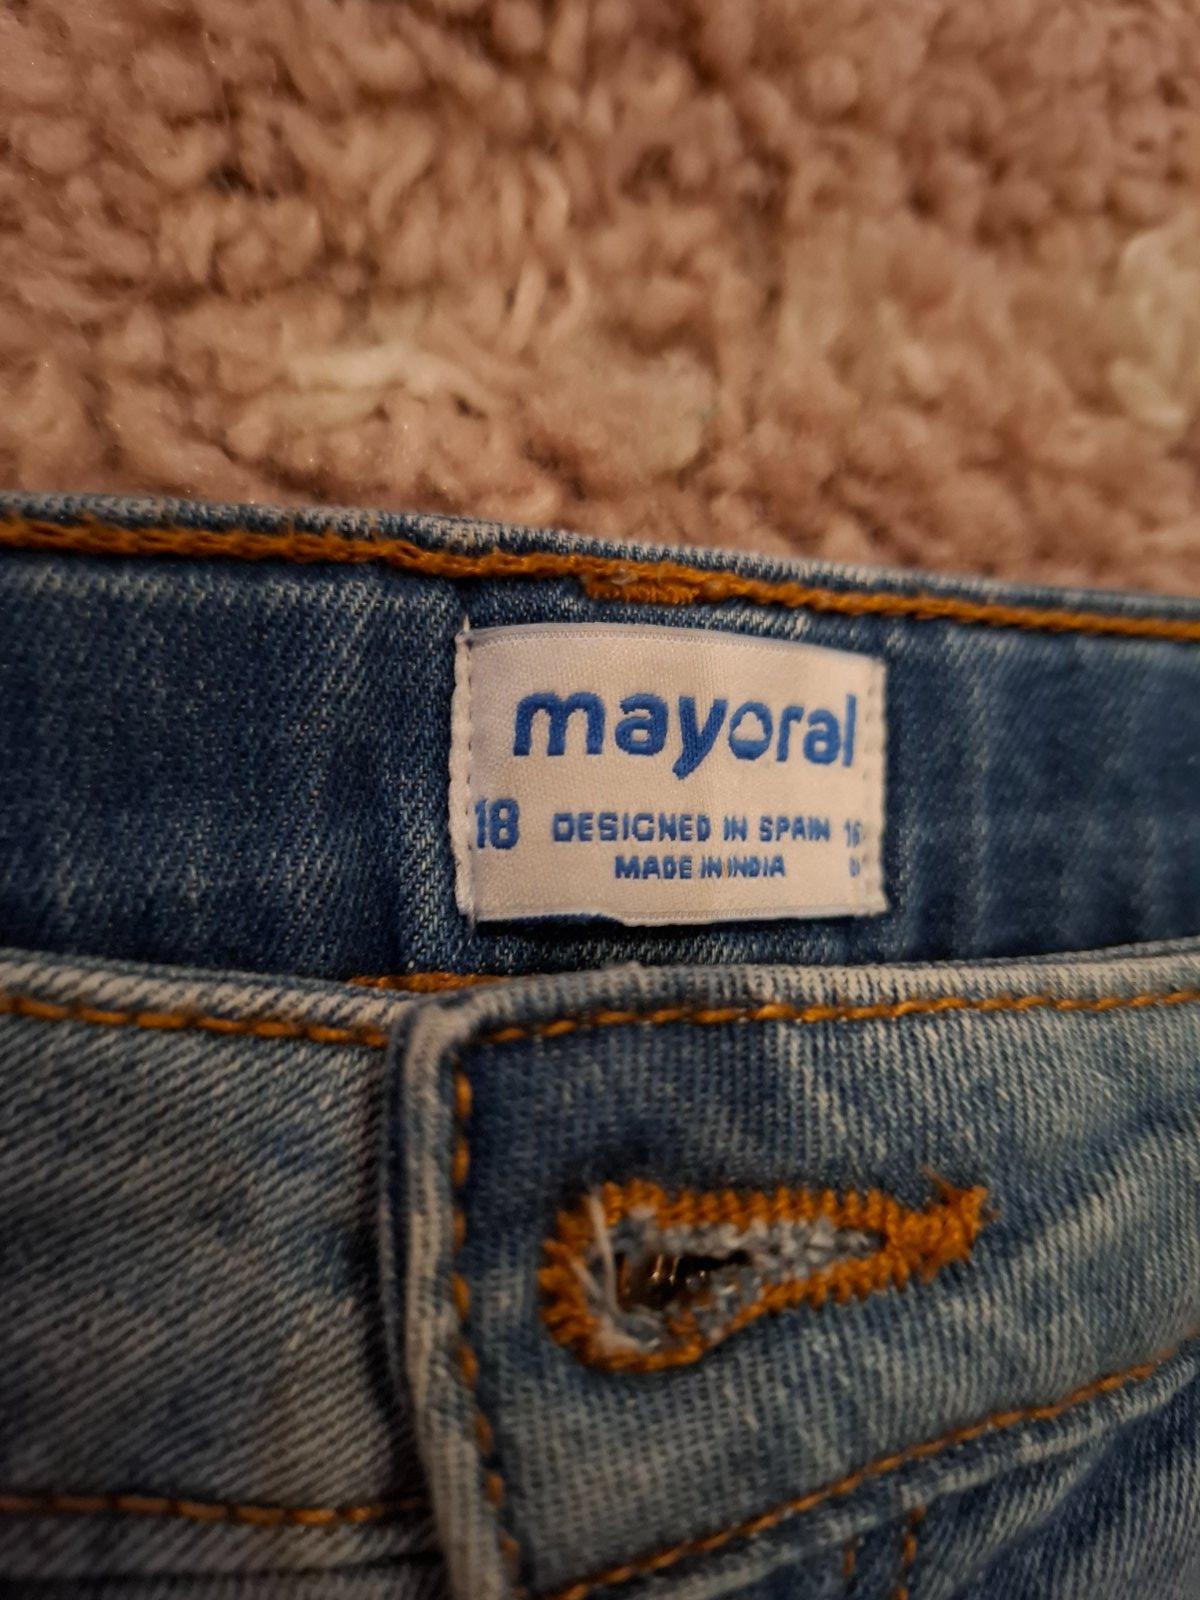 mayoral
18 DESIGNED IN SPAIN
MADE IN INDIA